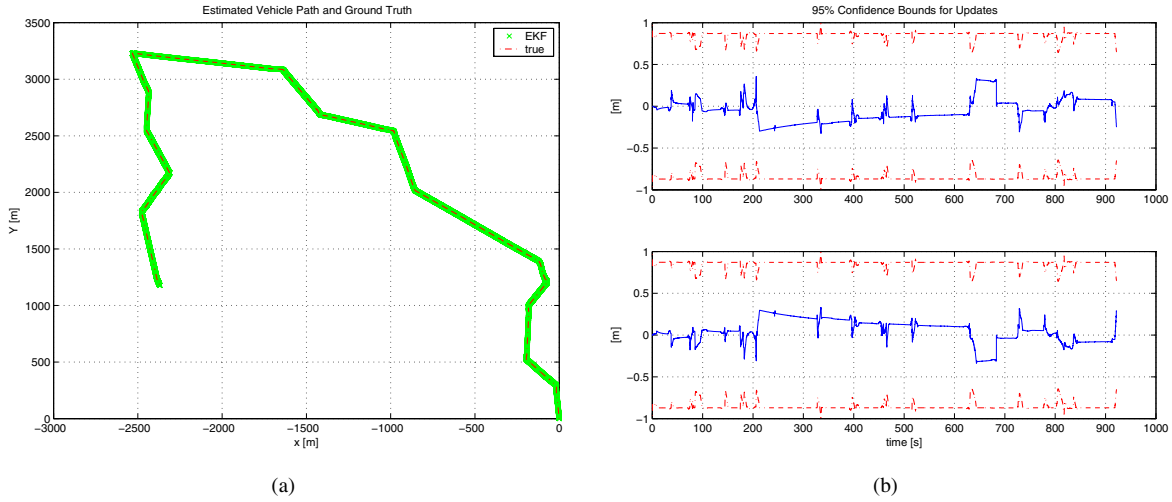 Estimated Vehicle Path and Ground Truth
3500
3000
2500
2000
1500
1000
500
0
Y [m]
EKF
true
−3000 −2500 −2000 −1500 −1000 −500 0
x [m]
(a)
95% Confidence Bounds for Updates
1
0.5
0
−0.5
−1
[m]
0 100 200 300 400 500 600 700 800 900 1000
1
0.5
0
−0.5
−1
[m]
0 100 200 300 400 500 600 700 800 900 1000
time [s]
(b)